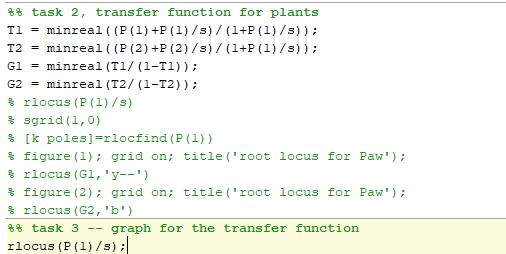 %% task 2, transfer function for plants
T1 = minreal((P(1)+P(1)/s)/(1+P(1)/s));
T2 = minreal((P(2)+P(2)/s)/(1+P(1)/s));
G1 = minreal(T1/(1-T1));
G2 = minreal(T2/(1-T2));
% rlocus(P(1)/s)
% sgrid(1,0)
% [k poles]=rlocfind(P(1))
% figure(1); grid on; title('root locus for Paw');
% rlocus(G1,'y--')
% figure(2); grid on; title('root locus for Paw');
% rlocus(G2,'b')
%% task 3 -- graph for the transfer function
rlocus(P(1)/s);